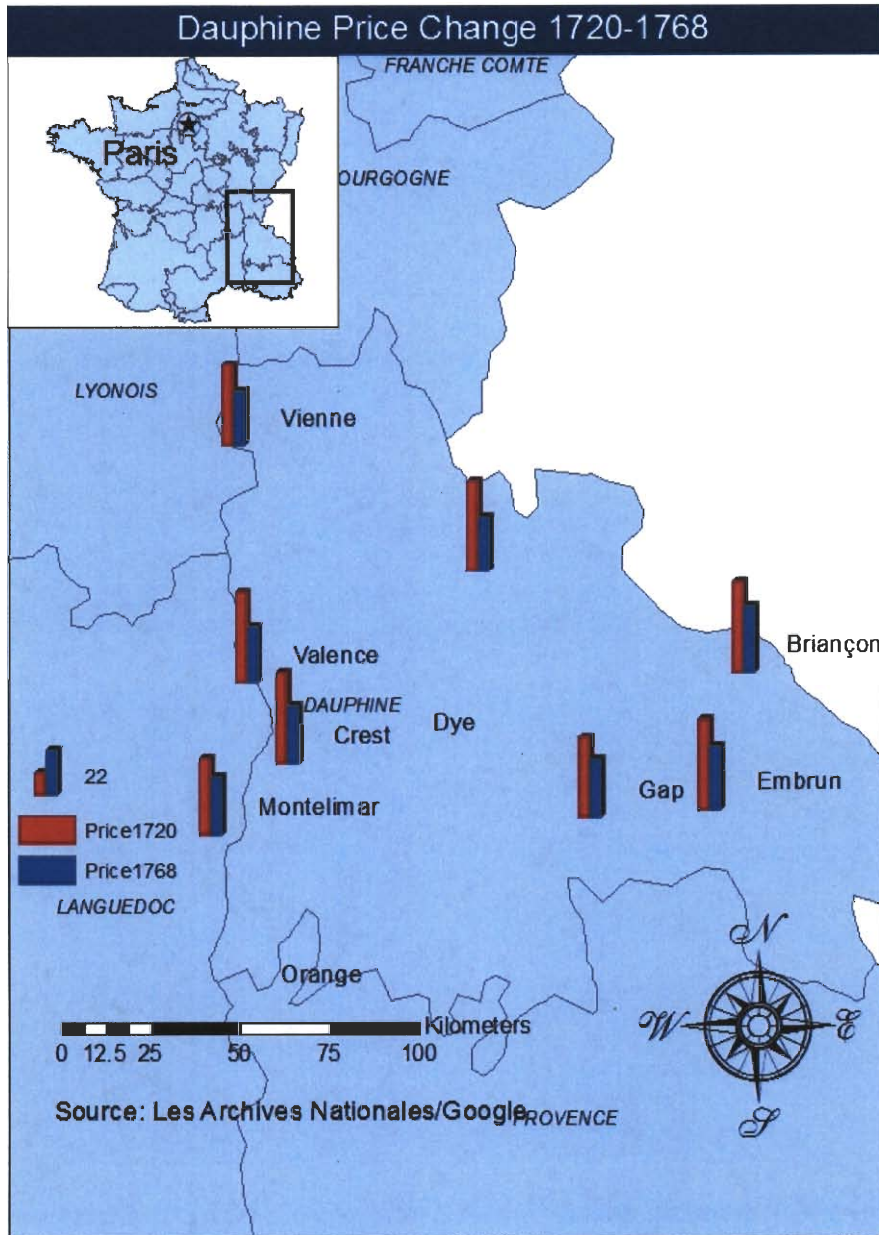 Dauphine Price Change 1720-1768
FRANCHE COMTE
Paris
OURGOGNE
LYONOIS
Vienne
Briançon
Valence
DAUPHINE
Crest
Dye
Gap
Embrun
22
Montelimar
Price1720
Price1768
LANGUEDOC
N
Orange
W
E
Kilometers
0 12.5 25 50 75 100
Source: Les Archives Nationales/Google
PROVENCE
S